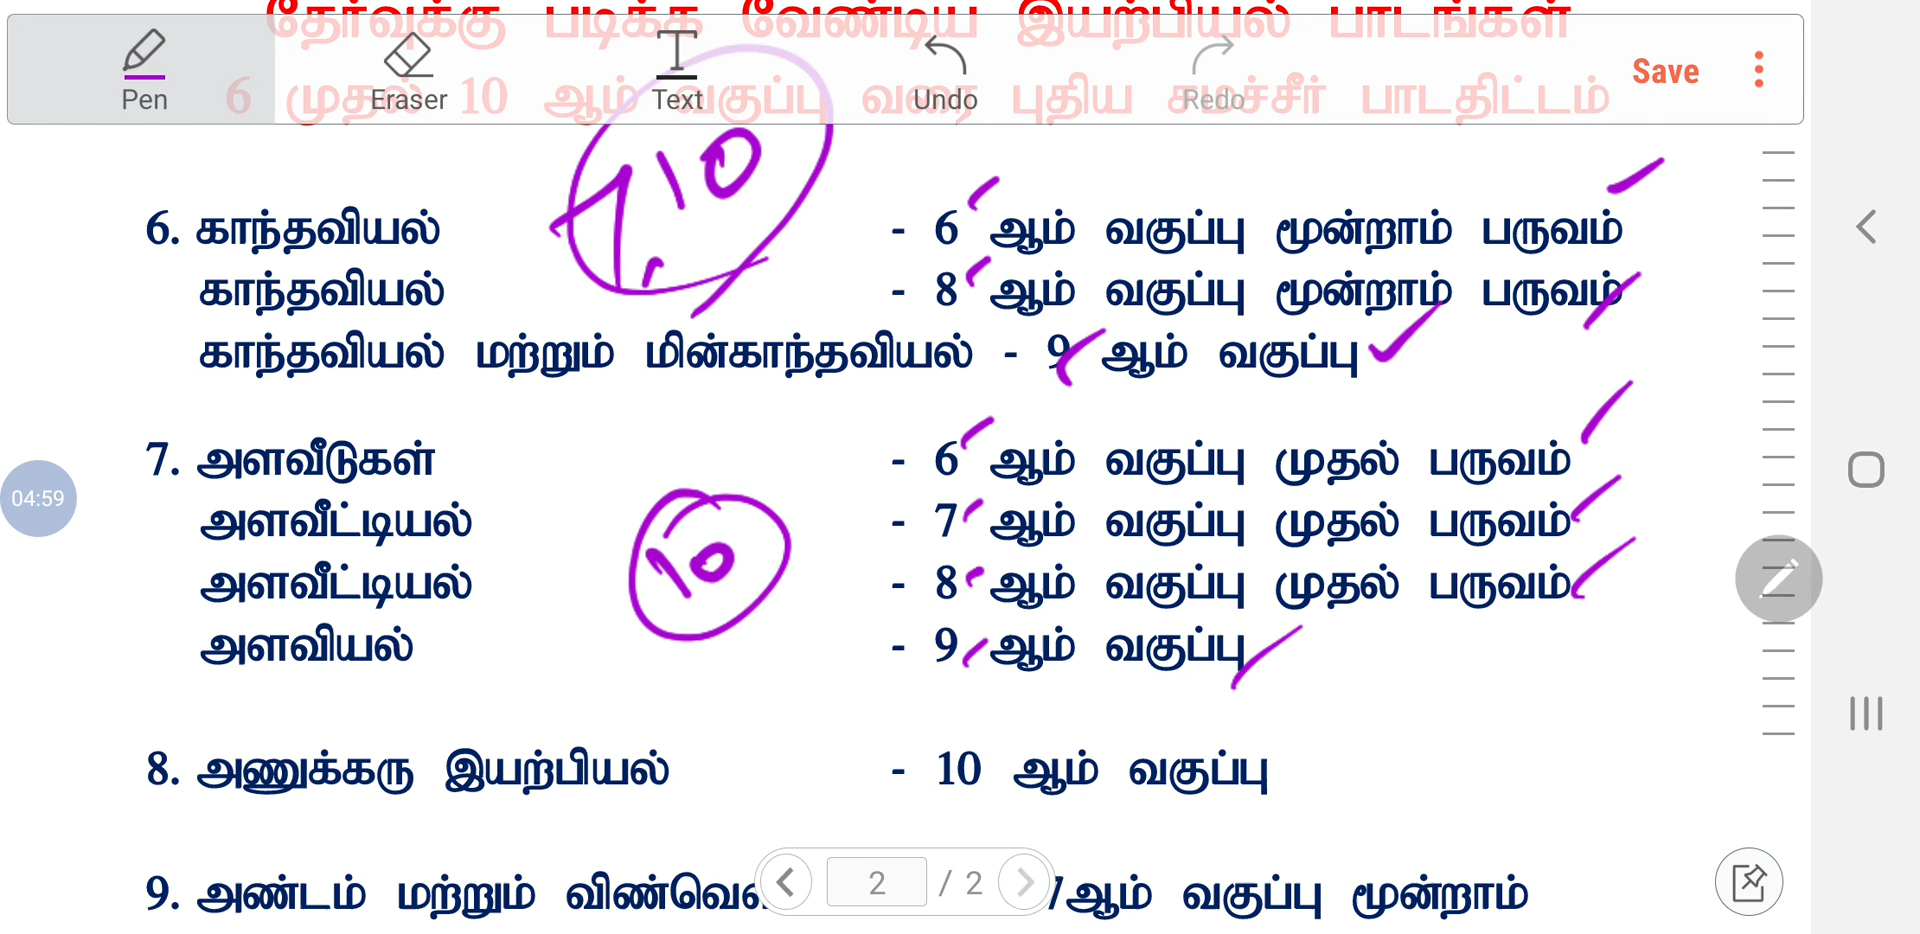 தேர்வுக்கு படிக்க வேண்டிய இயற்பியல் பாடங்கள்
6 முதல் 10 ஆம் வகுப்பு வரை புதிய சமச்சீர் பாடதிட்டம்
Pen Eraser Text Undo Redo Save
7,10
6. காந்தவியல் - 6 ஆம் வகுப்பு மூன்றாம் பருவம்
காந்தவியல் - 8 ஆம் வகுப்பு மூன்றாம் பருவம்
காந்தவியல் மற்றும் மின்காந்தவியல் - 9 ஆம் வகுப்பு
7. அளவீடுகள் - 6 ஆம் வகுப்பு முதல் பருவம்
அளவீட்டியல் - 7 ஆம் வகுப்பு முதல் பருவம்
04:59
10
அளவீட்டியல் - 8 ஆம் வகுப்பு முதல் பருவம்
அளவியல் - 9 ஆம் வகுப்பு
8. அணுக்கரு இயற்பியல் - 10 ஆம் வகுப்பு
9. அண்டம் மற்றும் 7ஆம் வகுப்பு மூன்றாம்
2 / 2